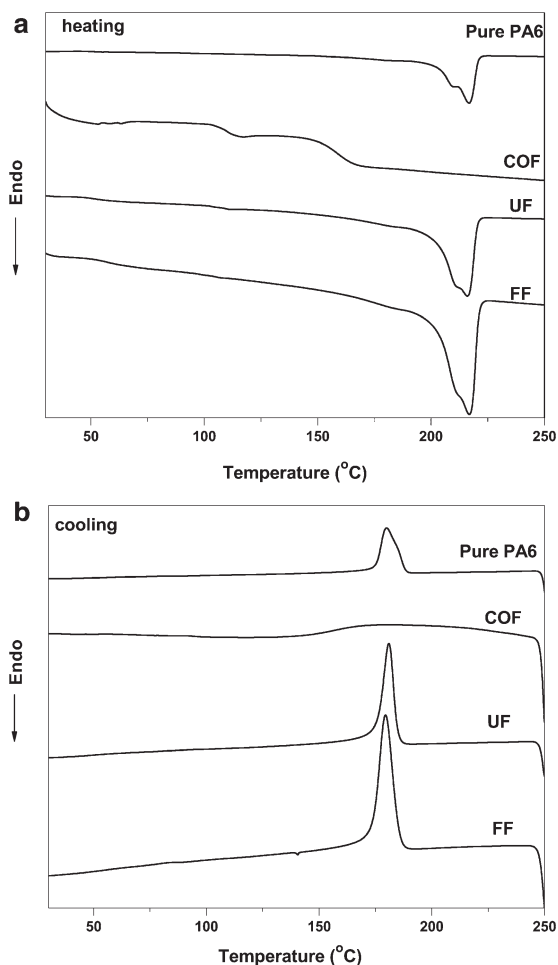 a
heating
Pure PA6
COF
UF
FF
Endo
50 100 150 200 250
Temperature (°C)
b
cooling
Pure PA6
COF
UF
FF
Endo
50 100 150 200 250
Temperature (°C)